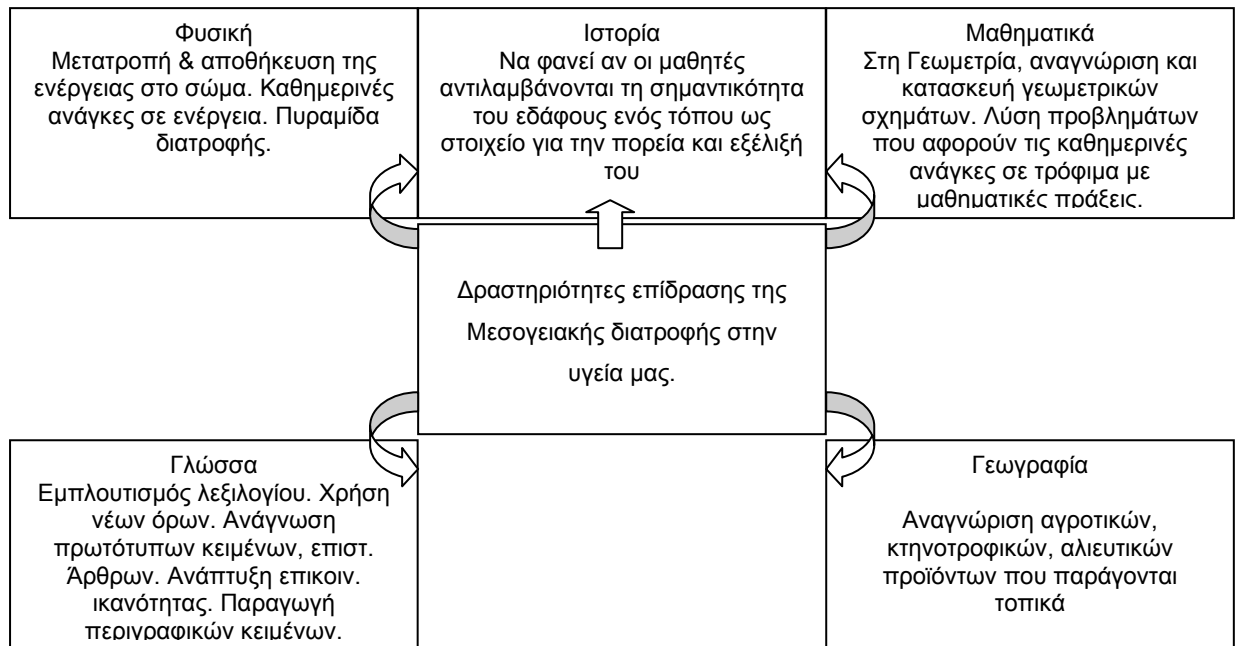 Φυσική
Μετατροπή & αποθήκευση της
ενέργειας στο σώμα. Καθημερινές
ανάγκες σε ενέργεια. Πυραμίδα
διατροφής.
Ιστορία
Να φανεί αν οι μαθητές
αντιλαμβάνονται τη σημαντικότητα
του εδάφους ενός τόπου ως
στοιχείο για την πορεία και εξέλιξή
του
Μαθηματικά
Στη Γεωμετρία, αναγνώριση και
κατασκευή γεωμετρικών
σχημάτων. Λύση προβλημάτων
που αφορούν τις καθημερινές
ανάγκες σε τρόφιμα με
μαθηματικές πράξεις.
Δραστηριότητες επίδρασης της
Μεσογειακής διατροφής στην
υγεία μας.
Γλώσσα
Εμπλουτισμός λεξιλογίου. Χρήση
νέων όρων. Ανάγνωση
πρωτότυπων κειμένων, επιστ.
Άρθρων. Ανάπτυξη επικοιν.
ικανότητας. Παραγωγή
περιγραφικών κειμένων.
Γεωγραφία
Αναγνώριση αγροτικών,
κτηνοτροφικών, αλιευτικών
προϊόντων που παράγονται
τοπικά